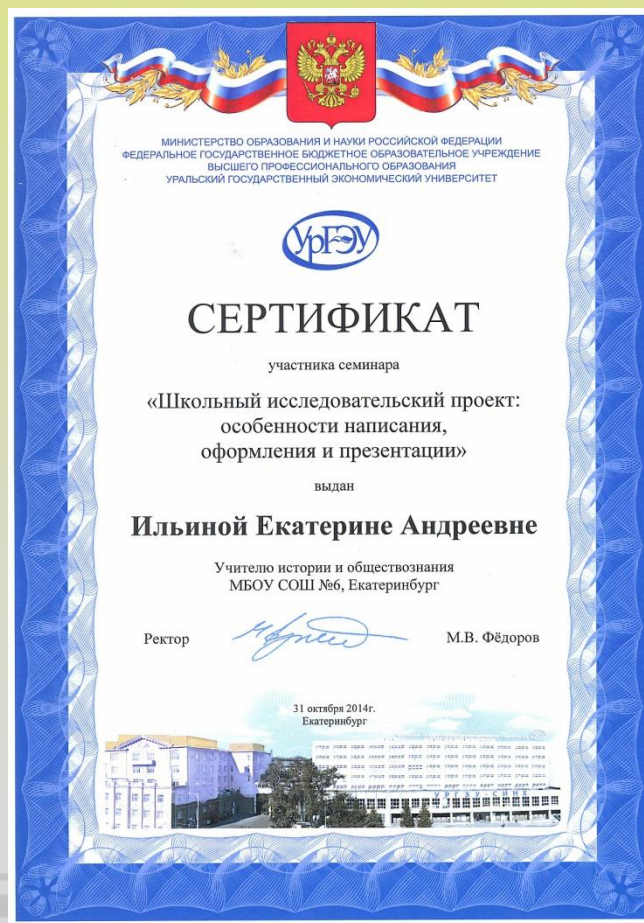 МИНИСТЕРСТВО ОБРАЗОВАНИЯ И НАУКИ РОССИЙСКОЙ ФЕДЕРАЦИИ
ФЕДЕРАЛЬНОЕ ГОСУДАРСТВЕННОЕ БЮДЖЕТНОЕ ОБРАЗОВАТЕЛЬНОЕ УЧРЕЖДЕНИЕ
ВЫСШЕГО ПРОФЕССИОНАЛЬНОГО ОБРАЗОВАНИЯ
УРАЛЬСКИЙ ГОСУДАРСТВЕННЫЙ ЭКОНОМИЧЕСКИЙ УНИВЕРСИТЕТ
УрГЭУ
СЕРТИФИКАТ
участника семинара
«Школьный исследовательский проект:
особенности написания,
оформления и презентации»
выдан
Ильиной Екатерине Андреевне
Учителю истории и обществознания
МБОУ СОШ №6, Екатеринбург
Ректор М.В. Фёдоров
31 октября 2014г.
Екатеринбург
УРГЭУ-СИНХ